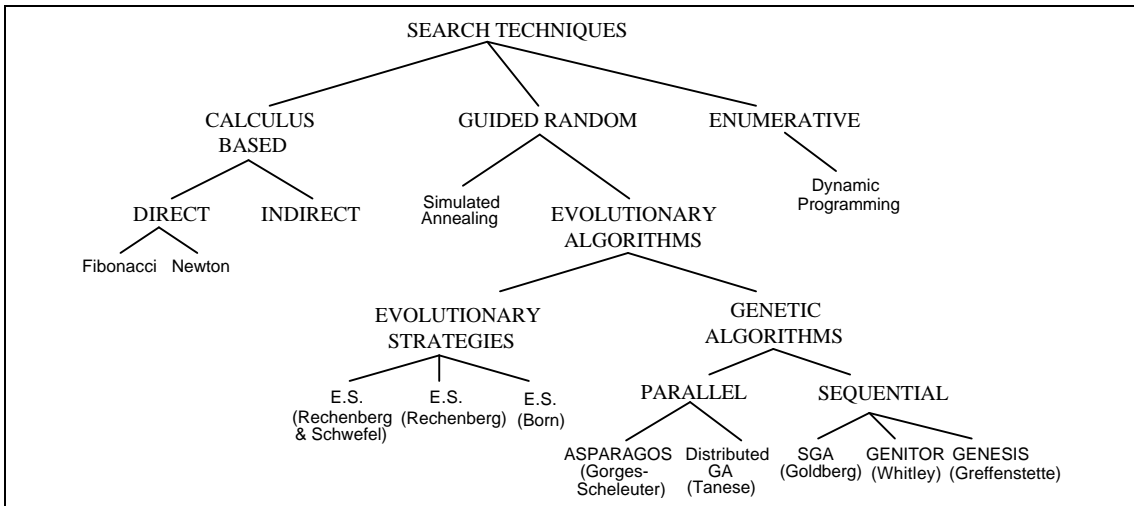 SEARCH TECHNIQUES
CALCULUS
BASED
GUIDED RANDOM
ENUMERATIVE
DIRECT
INDIRECT
Simulated
Annealing
EVOLUTIONARY
ALGORITHMS
Dynamic
Programming
Fibonacci
Newton
EVOLUTIONARY
STRATEGIES
GENETIC
ALGORITHMS
E.S.
(Rechenberg
& Schwefel)
E.S.
(Rechenberg)
E.S.
(Born)
PARALLEL
SEQUENTIAL
ASPARAGOS
(Gorges-
Scheleuter)
Distributed
GA
(Tanese)
SGA
(Goldberg)
GENITOR
(Whitley)
GENESIS
(Greffenstette)